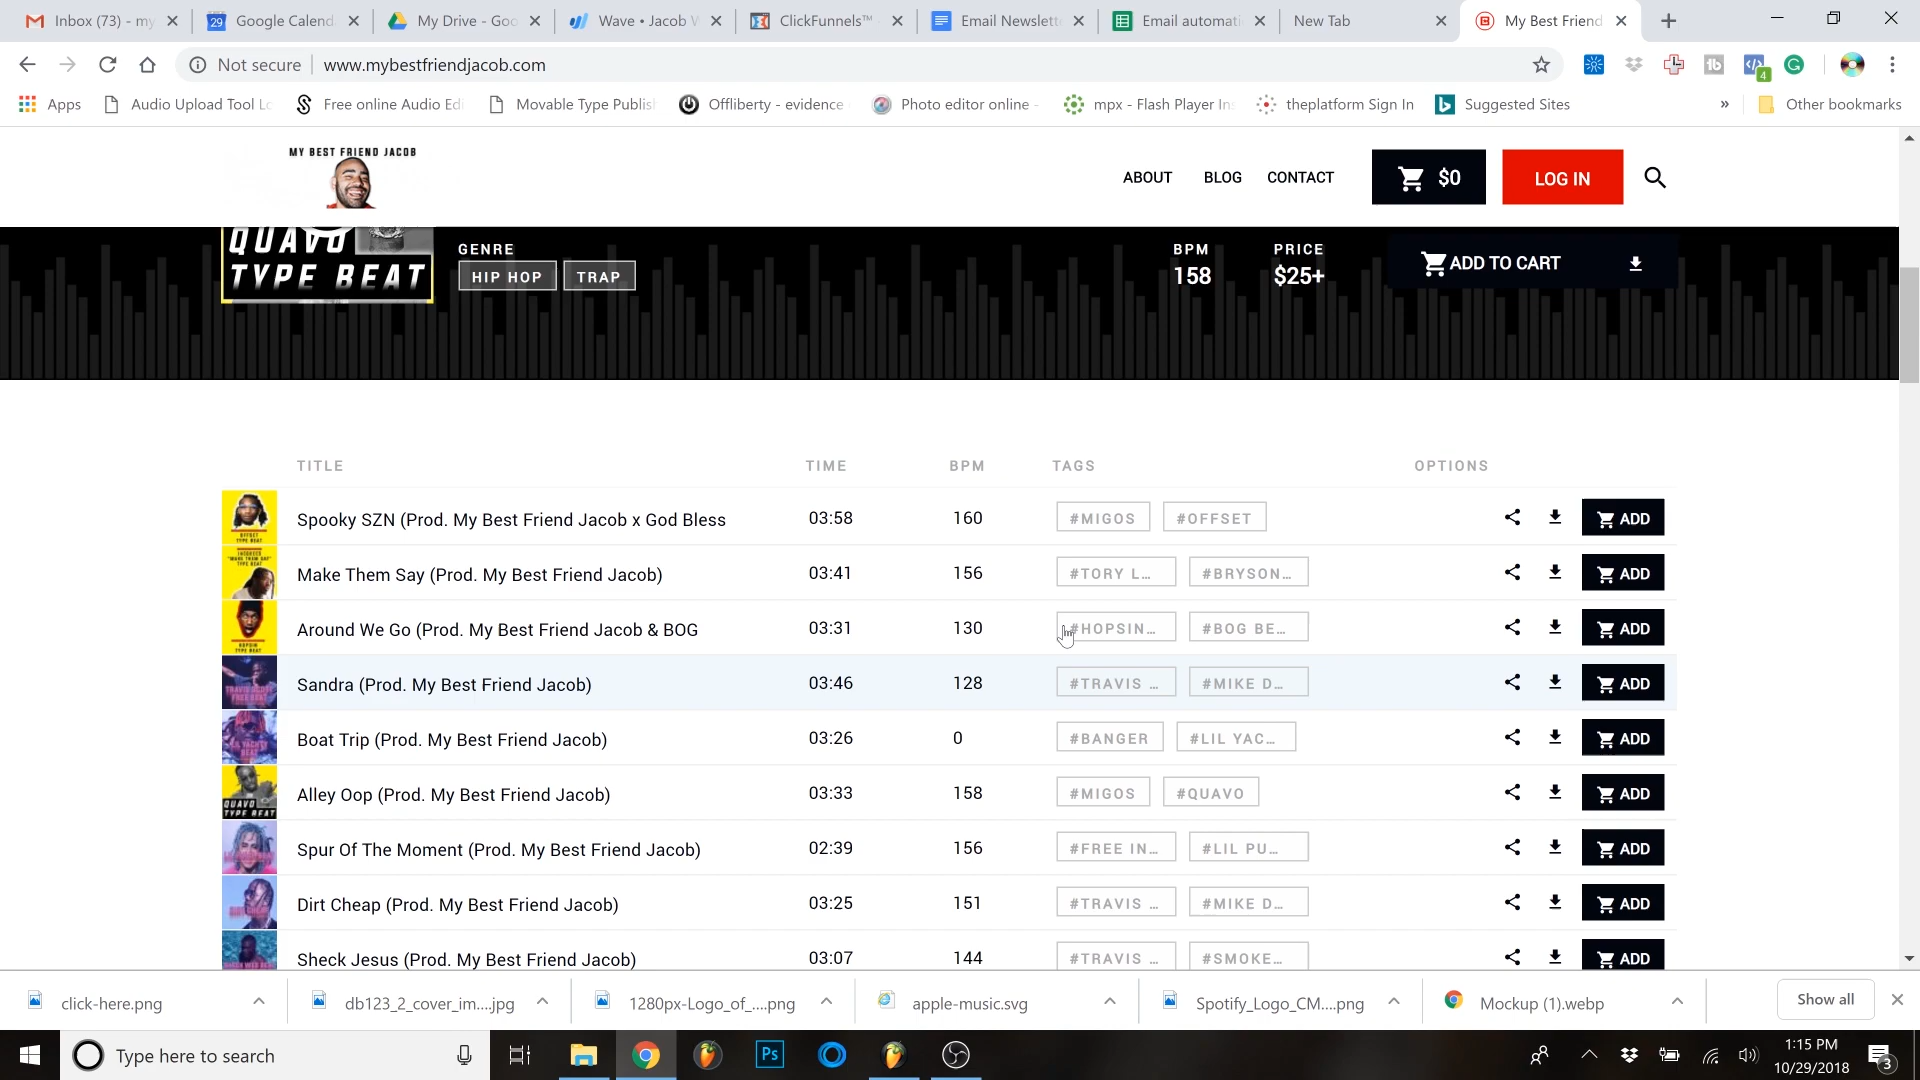 Inbox (73) - my
Google Calend
My Drive - Goo
Wave • Jacob V
ClickFunnels™
Email Newslett
Email automati
New Tab
My Best Friend
Not secure
www.mybestfriendjacob.com
4
Apps
Audio Upload Tool Lo
Free online Audio Edi
Movable Type Publis
Offliberty - evidence
Photo editor online -
mpx - Flash Player In
theplatform Sign In
Suggested Sites
»
Other bookmarks
MY BEST FRIEND JACOB
ABOUT
BLOG
CONTACT
$0
LOG IN
QUAVO
TYPE BEAT
GENRE
HIP HOP
TRAP
BPM
158
PRICE
$25+
ADD TO CART
TITLE TIME BPM TAGS OPTIONS
Spooky SZN (Prod. My Best Friend Jacob x God Bless 03:58 160 #MIGOS #OFFSET ADD
Make Them Say (Prod. My Best Friend Jacob) 03:41 156 #TORY L... #BRYSON... ADD
Around We Go (Prod. My Best Friend Jacob & BOG 03:31 130 #HOPSIN... #BOG BE... ADD
Sandra (Prod. My Best Friend Jacob) 03:46 128 #TRAVIS ... #MIKE D... ADD
Boat Trip (Prod. My Best Friend Jacob) 03:26 0 #BANGER #LIL YAC... ADD
Alley Oop (Prod. My Best Friend Jacob) 03:33 158 #MIGOS #QUAVO ADD
Spur Of The Moment (Prod. My Best Friend Jacob) 02:39 156 #FREE IN... #LIL PU... ADD
Dirt Cheap (Prod. My Best Friend Jacob) 03:25 151 #TRAVIS ... #MIKE D... ADD
Sheck Jesus (Prod. My Best Friend Jacob) 03:07 144 #TRAVIS ... #SMOKE... ADD
click-here.png
db123_2_cover_im....jpg
1280px-Logo_of_....png
apple-music.svg
Spotify_Logo_CM....png
Mockup (1).webp
Show all
Type here to search
Ps
1:15 PM
10/29/2018
3